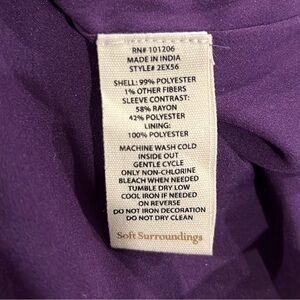 RN# 101206
MADE IN INDIA
STYLE# 2EX56
SHELL: 99% POLYESTER
1% OTHER FIBERS
SLEEVE CONTRAST:
58% RAYON
42% POLYESTER
LINING:
100% POLYESTER
MACHINE WASH COLD
INSIDE OUT
GENTLE CYCLE
ONLY NON-CHLORINE
BLEACH WHEN NEEDED
TUMBLE DRY LOW
COOL IRON IF NEEDED
ON REVERSE
DO NOT IRON DECORATION
DO NOT DRY CLEAN
Soft Surroundings